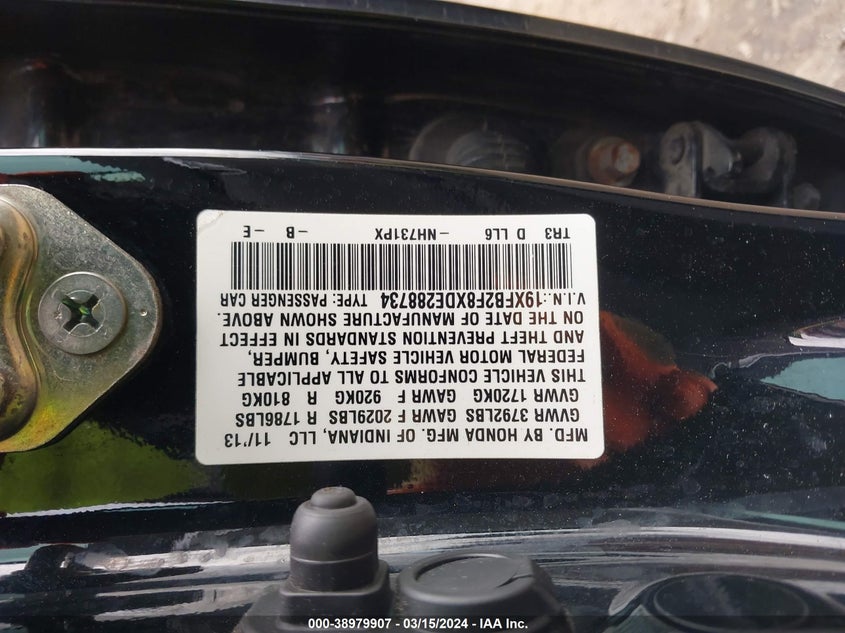 MFD. BY HONDA MFG. OF INDIANA, LLC 11/'13
GVWR 3792LBS GAWR F 2029LBS R 1786LBS
GVWR 1720KG GAWR F 920KG R 810KG
THIS VEHICLE CONFORMS TO ALL APPLICABLE
FEDERAL MOTOR VEHICLE SAFETY, BUMPER,
AND THEFT PREVENTION STANDARDS IN EFFECT
ON THE DATE OF MANUFACTURE SHOWN ABOVE.
V.I.N.:19XFB2F8XDE288734 TYPE: PASSENGER CAR
TR3 D LL6 -NH731PX -B -E
000-38979907 - 03/15/2024 - IAA Inc.